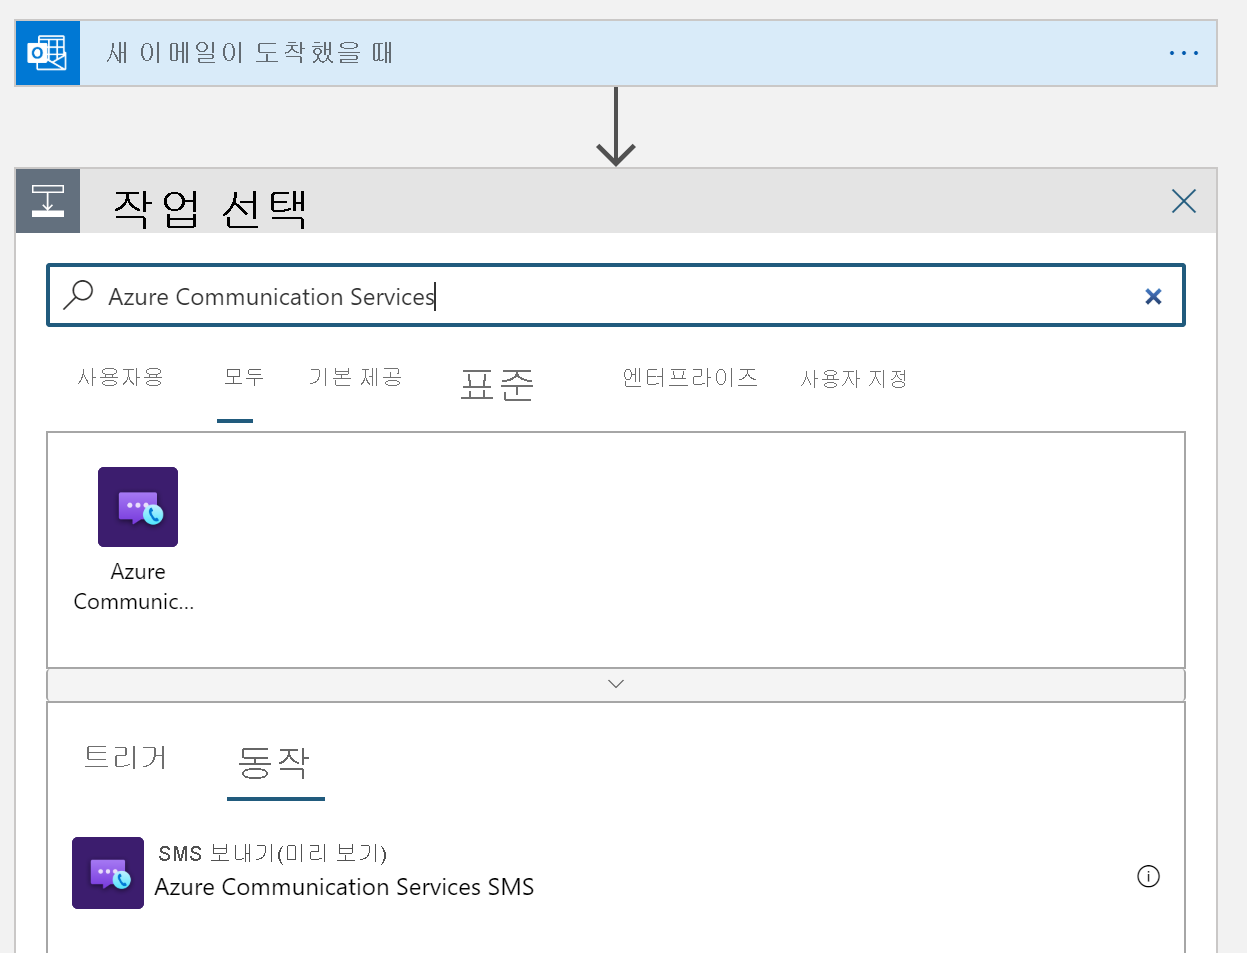 새 이메일이 도착했을 때
작업 선택
Azure Communication Services
사용자용 모두 기본 제공 표준 엔터프라이즈 사용자 지정
Azure
Communic...
트리거 동작
SMS 보내기(미리 보기)
Azure Communication Services SMS